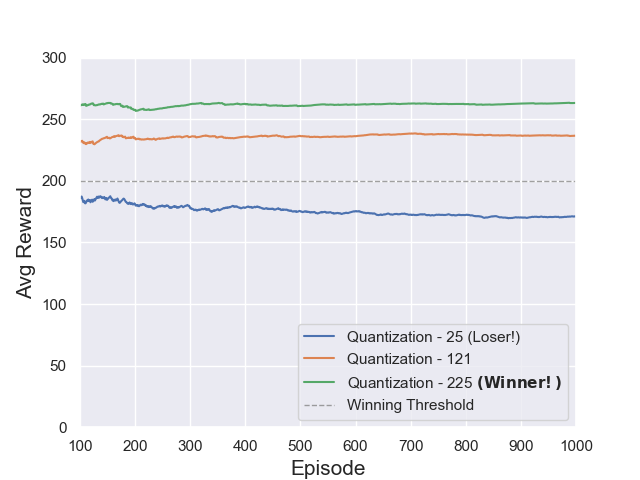 300
250
200
150
100
50
0
Avg Reward
Quantization - 25 (Loser!)
Quantization - 121
Quantization - 225 (Winner! )
Winning Threshold
100 200 300 400 500 600 700 800 900 1000
Episode